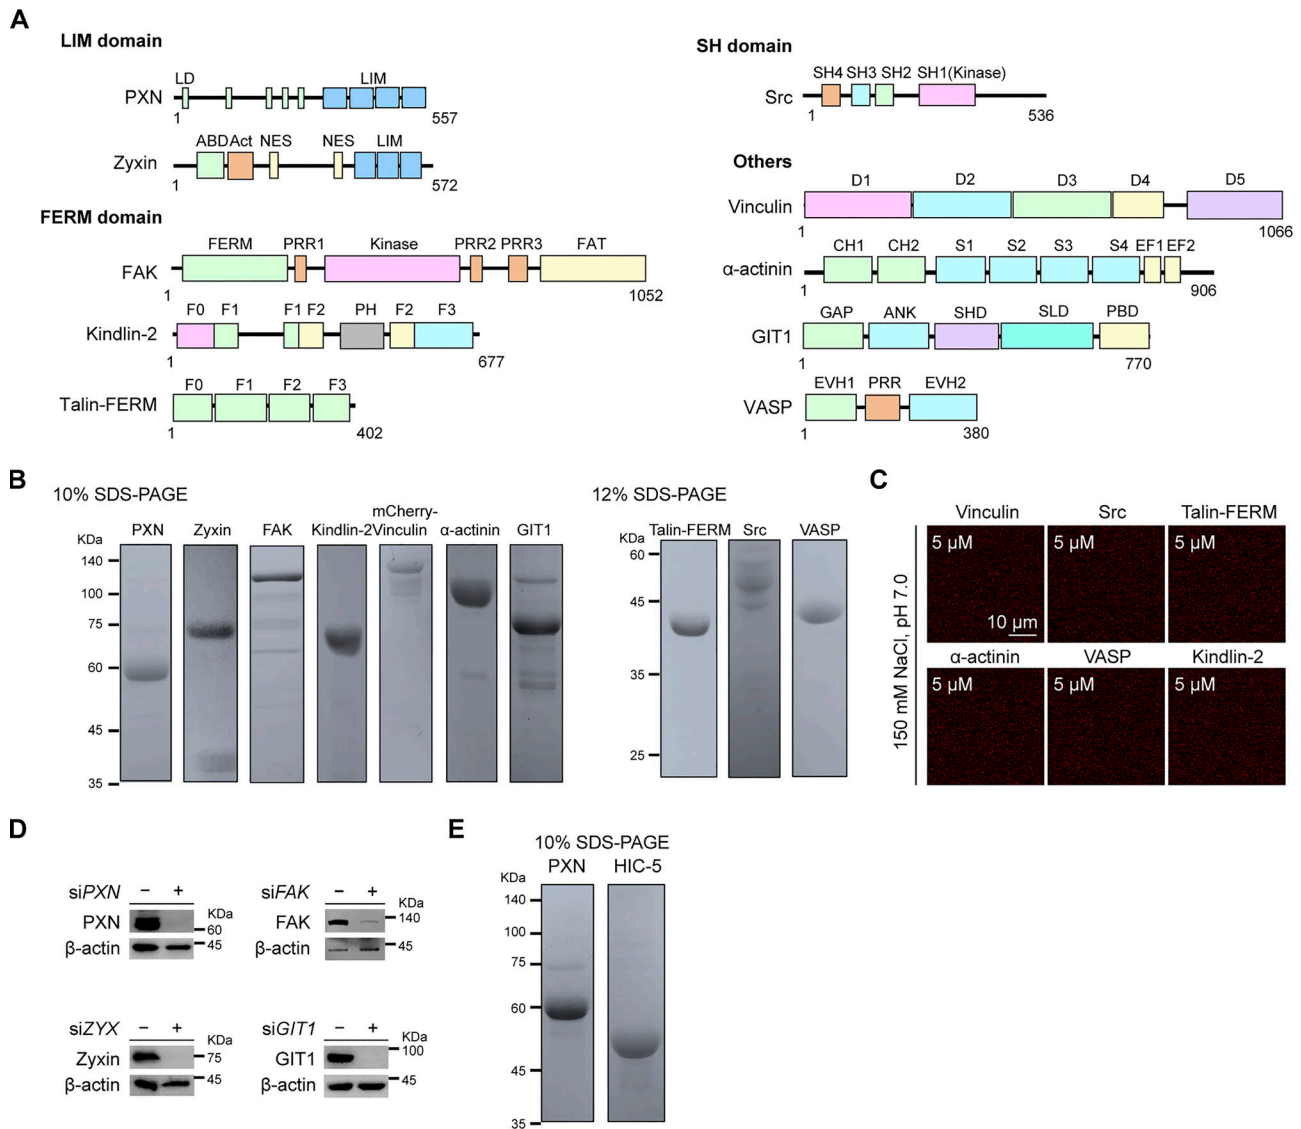 A
LIM domain
LD LIM
PXN
1 557
ABD Act NES NES LIM
Zyxin
1 572
FERM domain
FERM PRR1 Kinase PRR2 PRR3 FAT
FAK
1 1052
F0 F1 F1 F2 PH F2 F3
Kindlin-2
1 677
F0 F1 F2 F3
Talin-FERM
1 402
SH domain
SH4 SH3 SH2 SH1(Kinase)
Src
1 536
Others
D1 D2 D3 D4 D5
Vinculin
1 1066
CH1 CH2 S1 S2 S3 S4 EF1 EF2
α-actinin
1 906
GAP ANK SHD SLD PBD
GIT1
1 770
EVH1 PRR EVH2
VASP
1 380
B
10% SDS-PAGE
mCherry-
PXN Zyxin FAK Kindlin-2 Vinculin α-actinin GIT1
KDa
140
100
75
60
45
35
12% SDS-PAGE
Talin-FERM Src VASP
KDa
60
45
35
25
C
Vinculin Src Talin-FERM
5 μM 5 μM 5 μM
10 μm
α-actinin VASP Kindlin-2
5 μM 5 μM 5 μM
150 mM NaCl, pH 7.0
D
siPXN − +
KDa
PXN
60
β-actin 45
siFAK − +
KDa
FAK 140
β-actin 45
siZYX − +
KDa
Zyxin 75
β-actin 45
siGIT1 − +
KDa
GIT1 100
β-actin 45
E
10% SDS-PAGE
PXN HIC-5
KDa
140
100
75
60
45
35